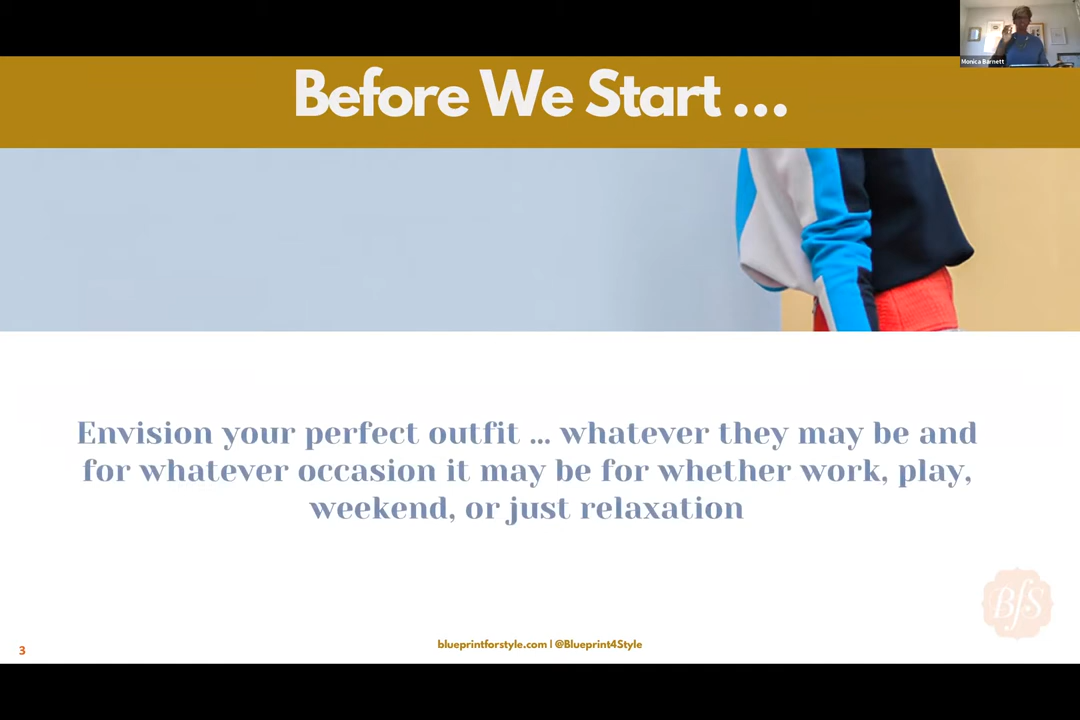 Monica Barnett
Before We Start ...
Envision your perfect outfit ... whatever they may be and
for whatever occasion it may be for whether work, play,
weekend, or just relaxation
BfS
3
blueprintforstyle.com | @Blueprint4Style